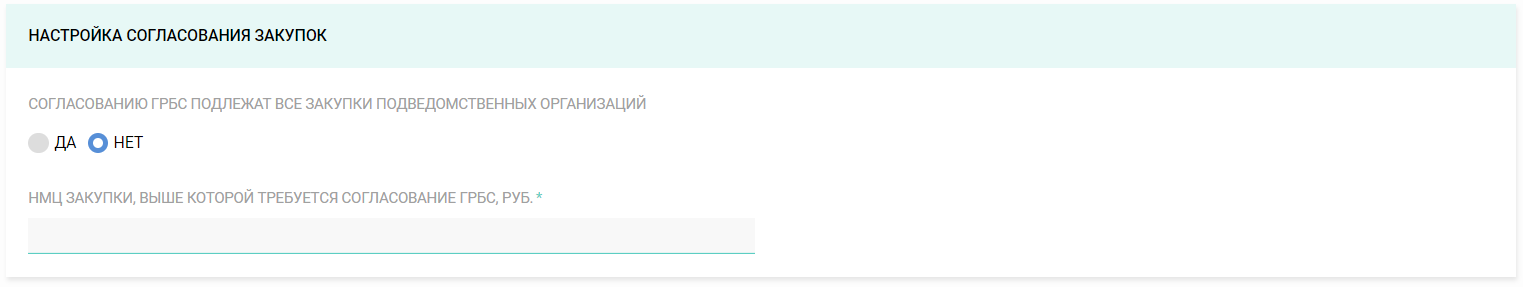 НАСТРОЙКА СОГЛАСОВАНИЯ ЗАКУПОК
СОГЛАСОВАНИЮ ГРБС ПОДЛЕЖАТ ВСЕ ЗАКУПКИ ПОДВЕДОМСТВЕННЫХ ОРГАНИЗАЦИЙ
ДА НЕТ
НМЦ ЗАКУПКИ, ВЫШЕ КОТОРОЙ ТРЕБУЕТСЯ СОГЛАСОВАНИЕ ГРБС, РУБ. *